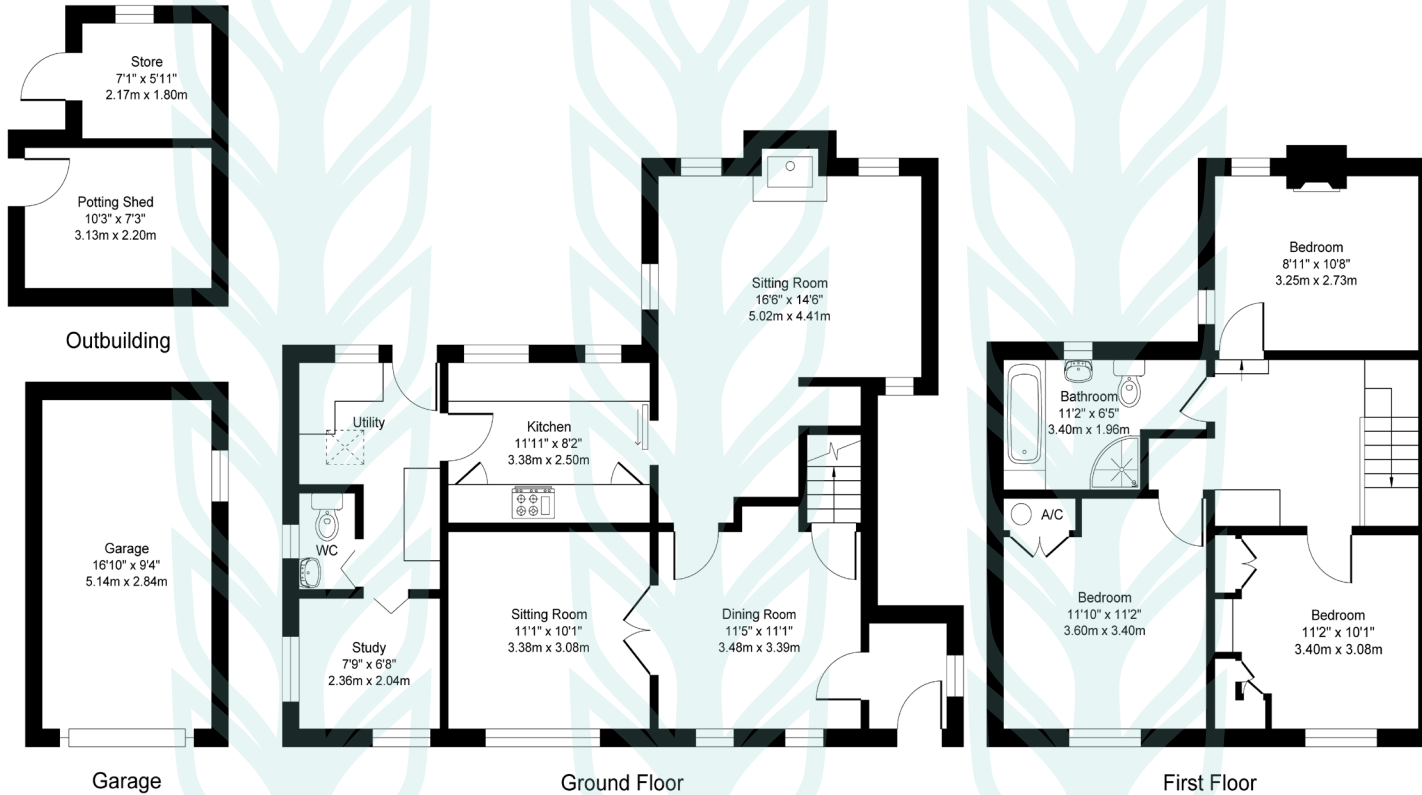 Store
7'1" x 5'11"
2.17m x 1.80m
Potting Shed
10'3" x 7'3"
3.13m x 2.20m
Outbuilding
Garage
16'10" x 9'4"
5.14m x 2.84m
Garage
Utility
Kitchen
11'11" x 8'2"
3.38m x 2.50m
WC
Study
7'9" x 6'8"
2.36m x 2.04m
Sitting Room
11'1" x 10'1"
3.38m x 3.08m
Sitting Room
16'6" x 14'6"
5.02m x 4.41m
Dining Room
11'5" x 11'1"
3.48m x 3.39m
Ground Floor
Bedroom
8'11" x 10'8"
3.25m x 2.73m
Bathroom
11'2" x 6'5"
3.40m x 1.96m
A/C
Bedroom
11'10" x 11'2"
3.60m x 3.40m
Bedroom
11'2" x 10'1"
3.40m x 3.08m
First Floor